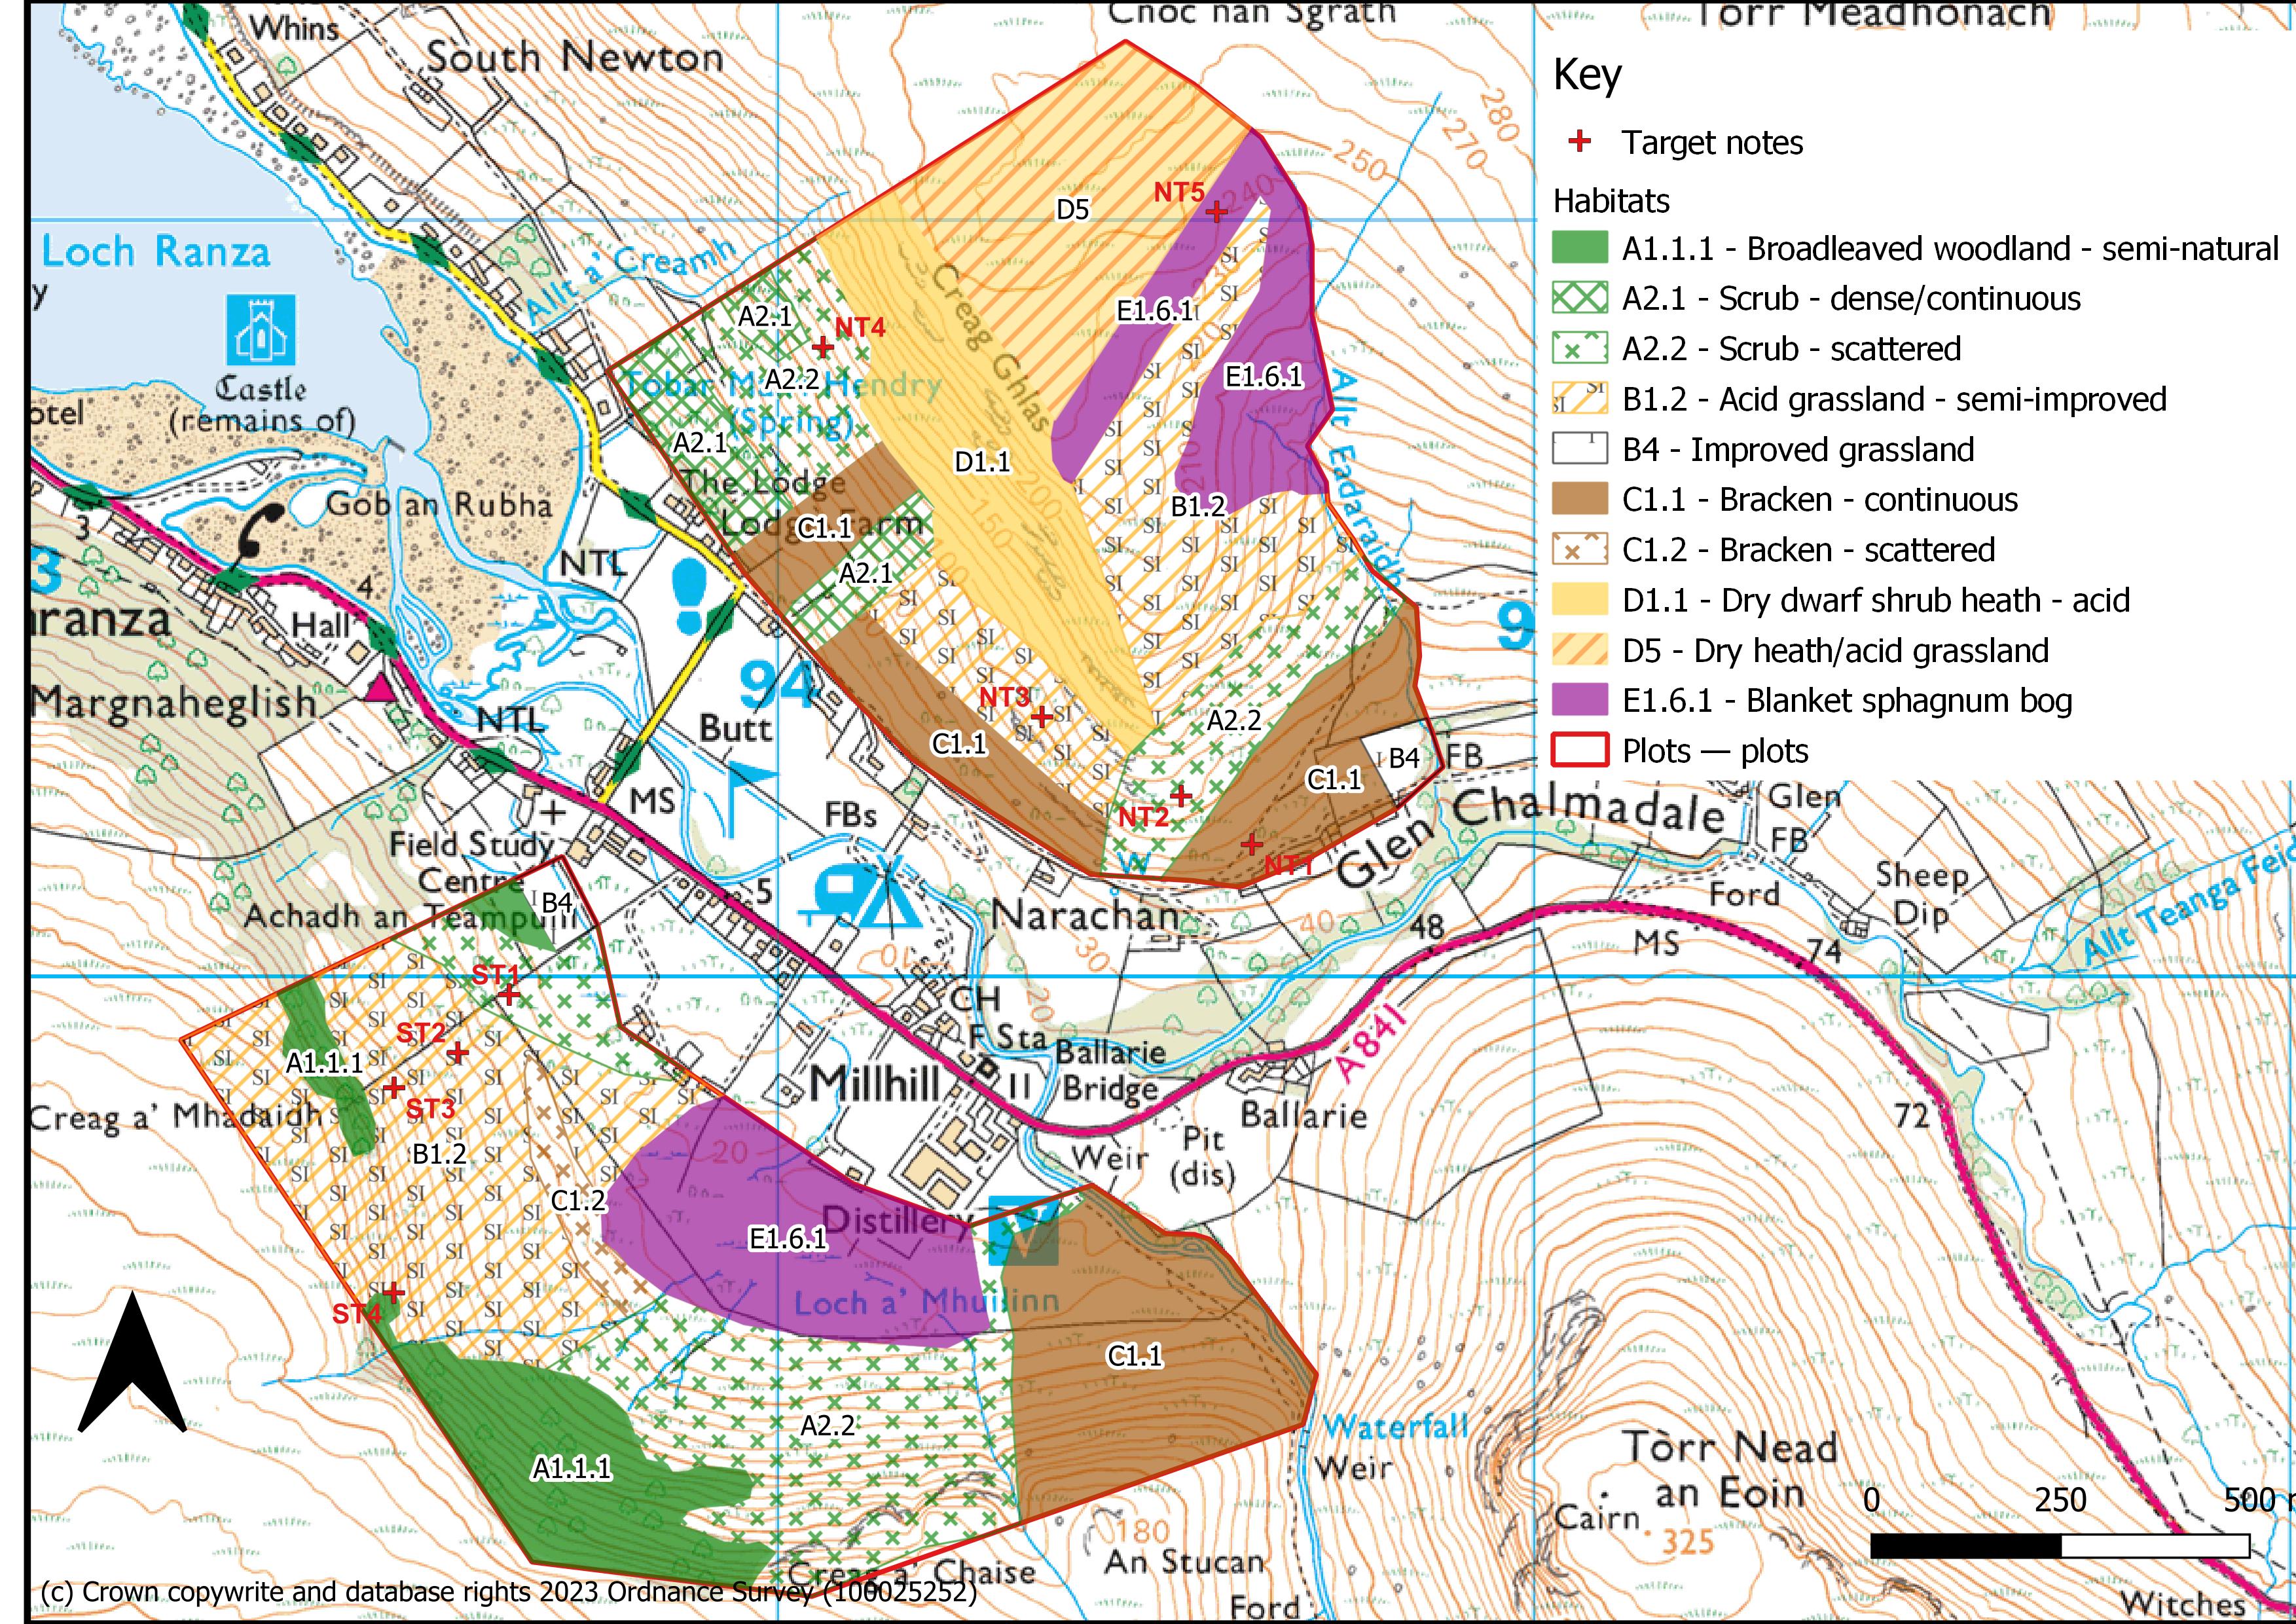 Cnoc nan Sgrath
Torr Meadhonach
Whins
South Newton
Key
Target notes
Habitats
A1.1.1 - Broadleaved woodland - semi-natural
A2.1 - Scrub - dense/continuous
A2.2 - Scrub - scattered
B1.2 - Acid grassland - semi-improved
B4 - Improved grassland
C1.1 - Bracken - continuous
C1.2 - Bracken - scattered
D1.1 - Dry dwarf shrub heath - acid
D5 - Dry heath/acid grassland
E1.6.1 - Blanket sphagnum bog
Plots — plots
280
270
250
240
NT5
D5
Loch Ranza
Allt a' Creamh
Castle
(remains of)
otel
y
A2.1
NT4
A2.2
Tobar M Hendry
(Spring)
A2.1
Creag Ghlas
E1.6.1
E1.6.1
210
B1.2
Allt Eadaraidh
D1.1
The Lodge
Lodge Farm
C1.1
A2.1
Gob an Rubha
NTL
3
3
4
Hall
anranza
Margnaheglish
NTL
94
9
Butt
MS
NT3
C1.1
A2.2
NT2
NT1
W
C1.1
B4
FB
Glen Chalmadale
Glen
FB
Sheep
Dip
Ford
MS
Allt Teanga Feid
FBs
Field Study
Centre
Achadh an Teampuill
B4
5
Narachan
40
30
20
10
48
74
72
A841
CH
F Sta
Ballarie
Bridge
Ballarie
Millhill
11
Weir
Pit
(dis)
ST1
ST2
ST3
ST4
A1.1.1
Creag a' Mhadaidh
B1.2
C1.2
20
E1.6.1
Distillery
V
Loch a' Mhuilinn
C1.1
A2.2
A1.1.1
Waterfall
Weir
Tòrr Nead
an Eoin
Cairn
325
180
An Stucan
Ford
Creag a' Chaise
0
250
500 m
Witches
(c) Crown copywrite and database rights 2023 Ordnance Survey (100025252)